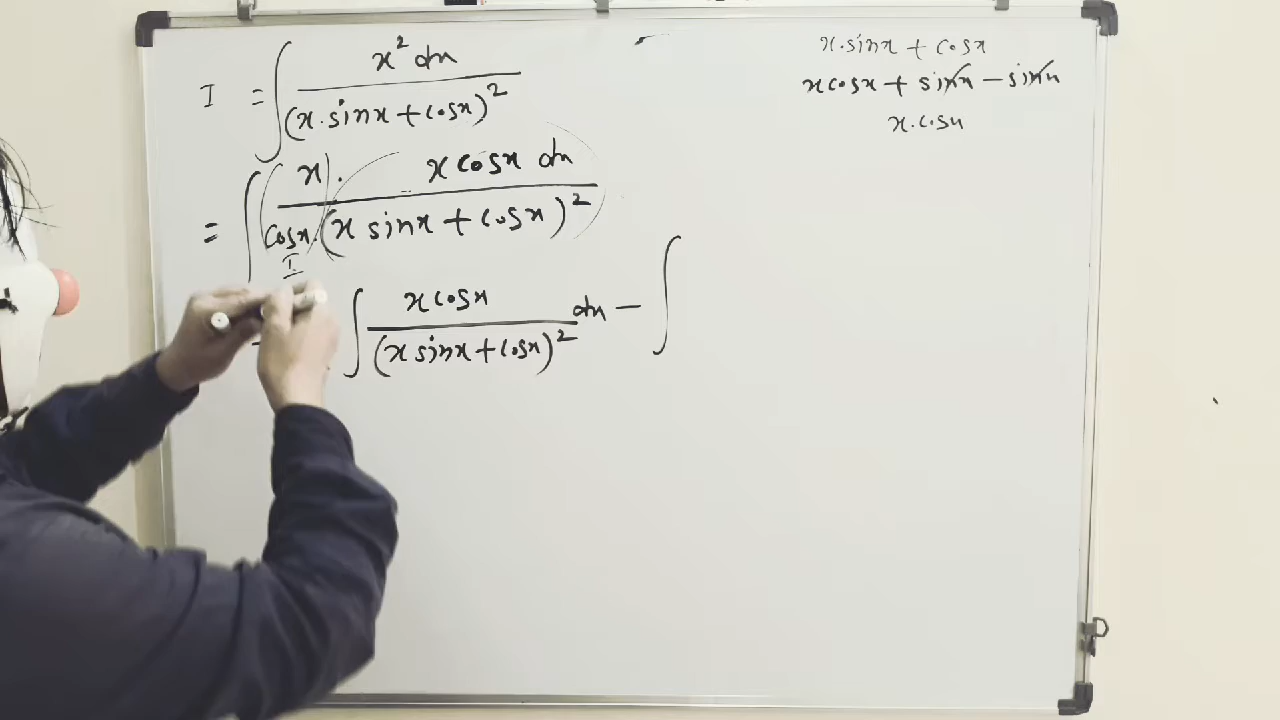 I = ∫ x² dx / (x.sinx + cosx)²
= ∫ (x / cosx) . (x cosx dx / (x sinx + cosx)²)
I
∫ x cosx / (x sinx + cosx)² dx − ∫
x.sinx + cosx
x cosx + sinx − sinx
x.cosx